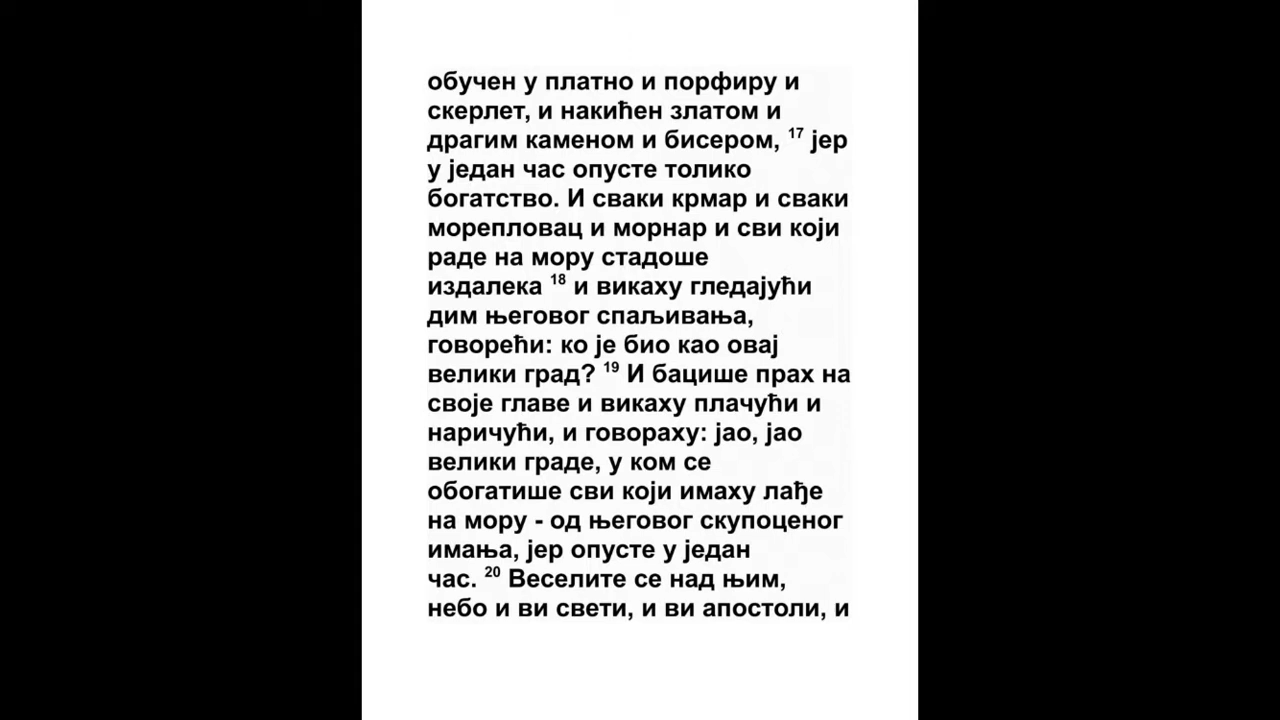 обучен у платно и порфиру и
скерлет, и накићен златом и
драгим каменом и бисером, 17 јер
у један час опусте толико
богатство. И сваки крмар и сваки
морепловац и морнар и сви који
раде на мору стадоше
издалека 18 и викаху гледајући
дим његовог спаљивања,
говорећи: ко је био као овај
велики град? 19 И бацише прах на
своје главе и викаху плачући и
наричући, и говораху: јао, јао
велики граде, у ком се
обогатише сви који имаху лађе
на мору - од његовог скупоценог
имања, јер опусте у један
час. 20 Веселите се над њим,
небо и ви свети, и ви апостоли, и